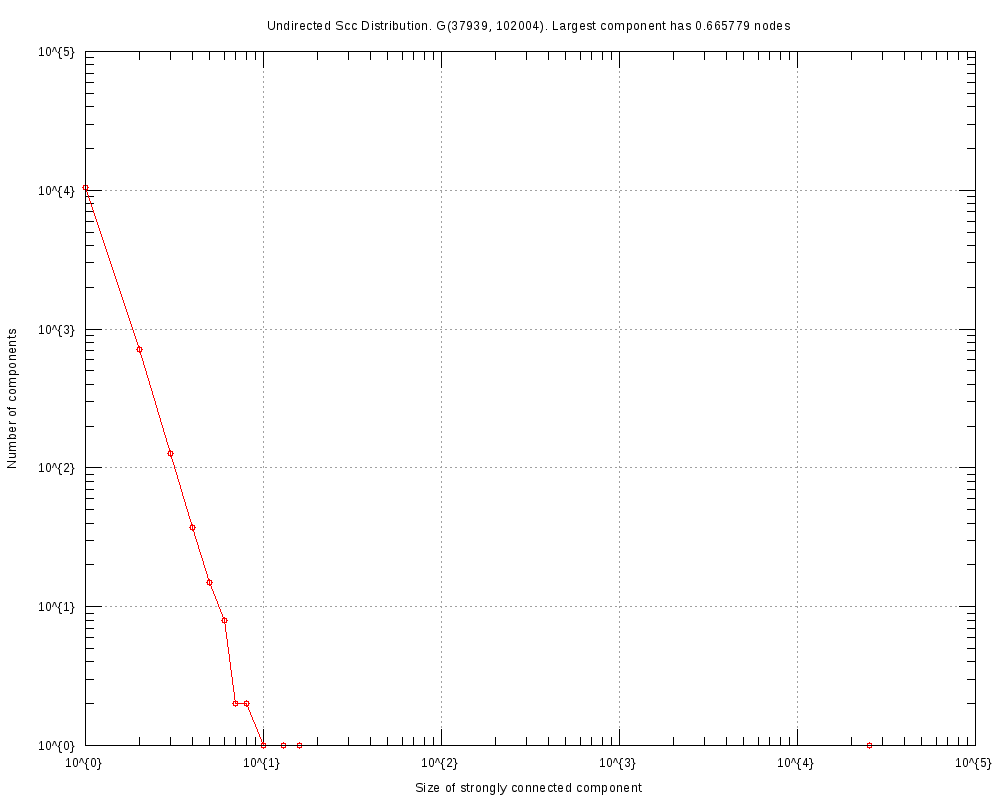 Undirected Scc Distribution. G(37939, 102004). Largest component has 0.665779 nodes
10^{5}
10^{4}
10^{3}
10^{2}
10^{1}
10^{0}
Number of components
10^{0} 10^{1} 10^{2} 10^{3} 10^{4} 10^{5}
Size of strongly connected component